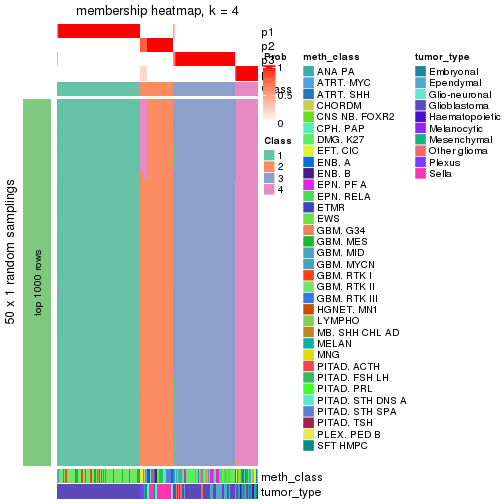 membership heatmap, k = 4
p1
p2
p3
Class
50 x 1 random samplings
top 1000 rows
meth_class
tumor_type
Prob
1
0.5
0
Class
1
2
3
4
meth_class
ANA PA
ATRT. MYC
ATRT. SHH
CHORDM
CNS NB. FOXR2
CPH. PAP
DMG. K27
EFT. CIC
ENB. A
ENB. B
EPN. PF A
EPN. RELA
ETMR
EWS
GBM. G34
GBM. MES
GBM. MID
GBM. MYCN
GBM. RTK I
GBM. RTK II
GBM. RTK III
HGNET. MN1
LYMPHO
MB. SHH CHL AD
MELAN
MNG
PITAD. ACTH
PITAD. FSH LH
PITAD. PRL
PITAD. STH DNS A
PITAD. STH SPA
PITAD. TSH
PLEX. PED B
SFT HMPC
tumor_type
Embryonal
Ependymal
Glio-neuronal
Glioblastoma
Haematopoietic
Melanocytic
Mesenchymal
Other glioma
Plexus
Sella